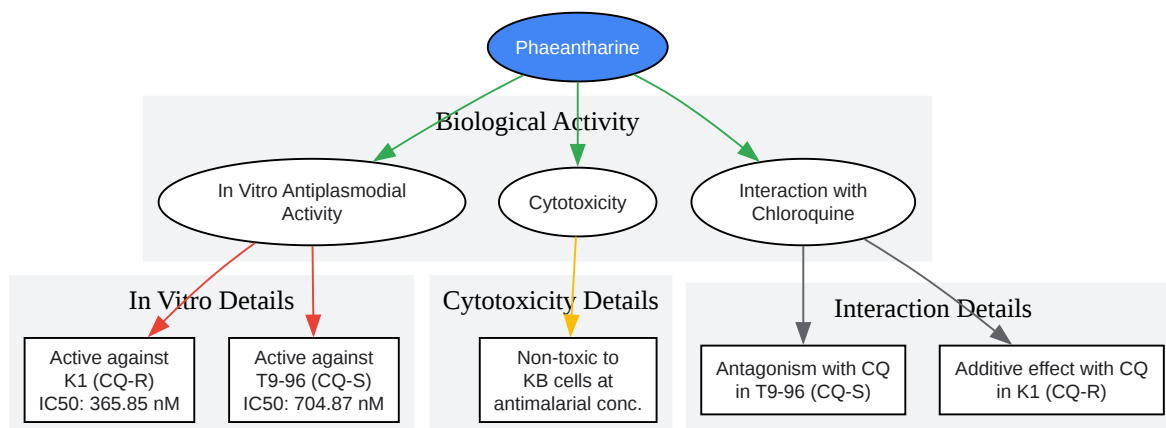 Phaeantharine
Biological Activity
In Vitro Antiplasmodial
Activity
Cytotoxicity
Interaction with
Chloroquine
In Vitro Details
Active against
K1 (CQ-R)
IC50: 365.85 nM
Active against
T9-96 (CQ-S)
IC50: 704.87 nM
Cytotoxicity Details
Non-toxic to
KB cells at
antimalarial conc.
Interaction Details
Antagonism with CQ
in T9-96 (CQ-S)
Additive effect with CQ
in K1 (CQ-R)